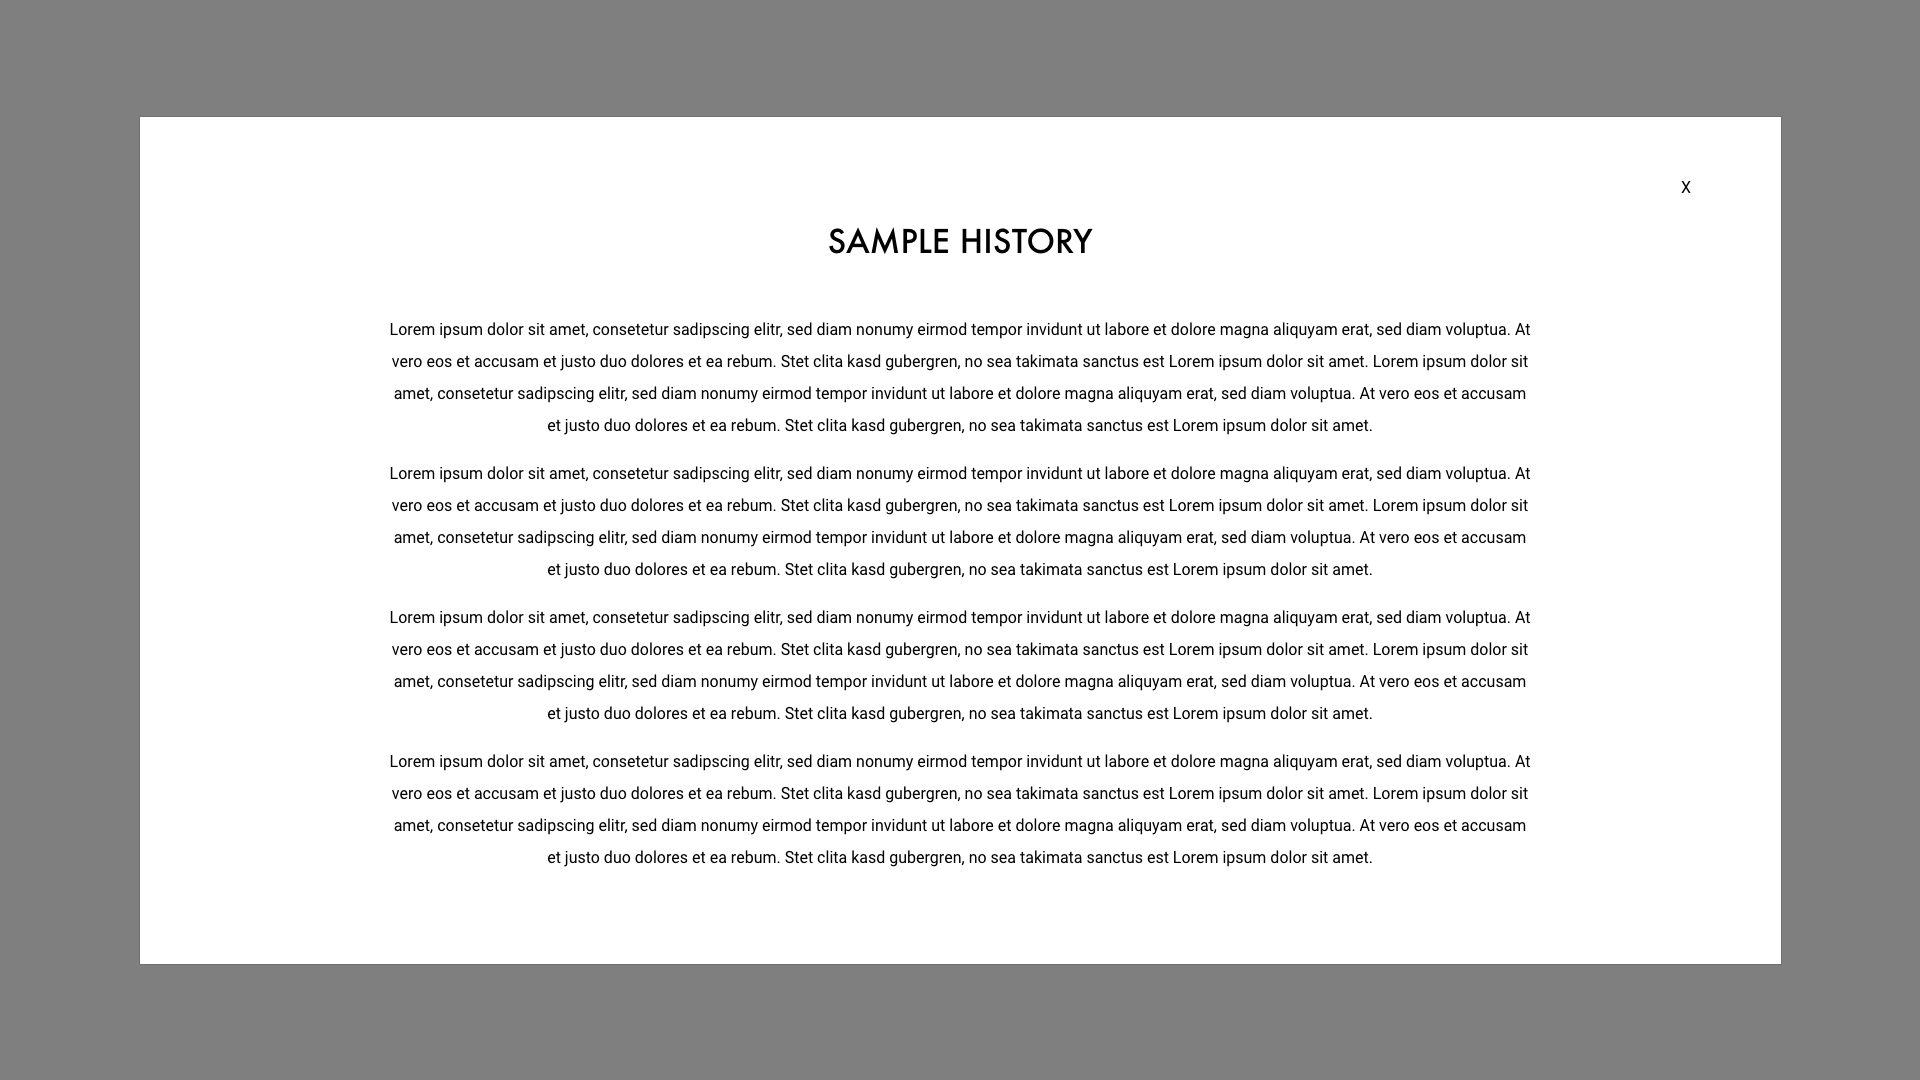 X
SAMPLE HISTORY
Lorem ipsum dolor sit amet, consetetur sadipscing elitr, sed diam nonumy eirmod tempor invidunt ut labore et dolore magna aliquyam erat, sed diam voluptua. At
vero eos et accusam et justo duo dolores et ea rebum. Stet clita kasd gubergren, no sea takimata sanctus est Lorem ipsum dolor sit amet. Lorem ipsum dolor sit
amet, consetetur sadipscing elitr, sed diam nonumy eirmod tempor invidunt ut labore et dolore magna aliquyam erat, sed diam voluptua. At vero eos et accusam
et justo duo dolores et ea rebum. Stet clita kasd gubergren, no sea takimata sanctus est Lorem ipsum dolor sit amet.
Lorem ipsum dolor sit amet, consetetur sadipscing elitr, sed diam nonumy eirmod tempor invidunt ut labore et dolore magna aliquyam erat, sed diam voluptua. At
vero eos et accusam et justo duo dolores et ea rebum. Stet clita kasd gubergren, no sea takimata sanctus est Lorem ipsum dolor sit amet. Lorem ipsum dolor sit
amet, consetetur sadipscing elitr, sed diam nonumy eirmod tempor invidunt ut labore et dolore magna aliquyam erat, sed diam voluptua. At vero eos et accusam
et justo duo dolores et ea rebum. Stet clita kasd gubergren, no sea takimata sanctus est Lorem ipsum dolor sit amet.
Lorem ipsum dolor sit amet, consetetur sadipscing elitr, sed diam nonumy eirmod tempor invidunt ut labore et dolore magna aliquyam erat, sed diam voluptua. At
vero eos et accusam et justo duo dolores et ea rebum. Stet clita kasd gubergren, no sea takimata sanctus est Lorem ipsum dolor sit amet. Lorem ipsum dolor sit
amet, consetetur sadipscing elitr, sed diam nonumy eirmod tempor invidunt ut labore et dolore magna aliquyam erat, sed diam voluptua. At vero eos et accusam
et justo duo dolores et ea rebum. Stet clita kasd gubergren, no sea takimata sanctus est Lorem ipsum dolor sit amet.
Lorem ipsum dolor sit amet, consetetur sadipscing elitr, sed diam nonumy eirmod tempor invidunt ut labore et dolore magna aliquyam erat, sed diam voluptua. At
vero eos et accusam et justo duo dolores et ea rebum. Stet clita kasd gubergren, no sea takimata sanctus est Lorem ipsum dolor sit amet. Lorem ipsum dolor sit
amet, consetetur sadipscing elitr, sed diam nonumy eirmod tempor invidunt ut labore et dolore magna aliquyam erat, sed diam voluptua. At vero eos et accusam
et justo duo dolores et ea rebum. Stet clita kasd gubergren, no sea takimata sanctus est Lorem ipsum dolor sit amet.